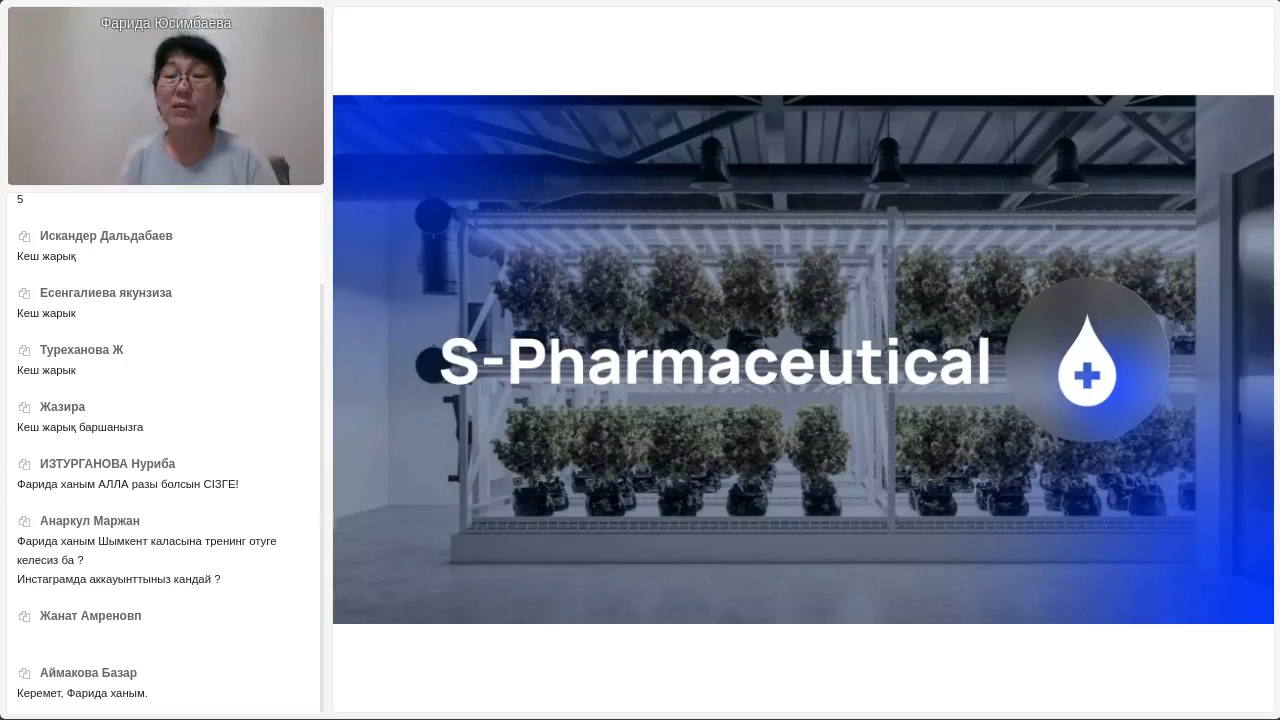 Фарида Юсимбаева
5
Искандер Дальдабаев
Кеш жарық
Есенгалиева якунзиза
Кеш жарык
Туреханова Ж
Кеш жарык
Жазира
Кеш жарық баршанызга
ИЗТУРГАНОВА Нуриба
Фарида ханым АЛЛА разы болсын СІЗГЕ!
Анаркул Маржан
Фарида ханым Шымкент каласына тренинг отуге
келесиз ба ?
Инстаграмда аккауынттыныз кандай ?
Жанат Амреновп
Аймакова Базар
Керемет, Фарида ханым.
S-Pharmaceutical